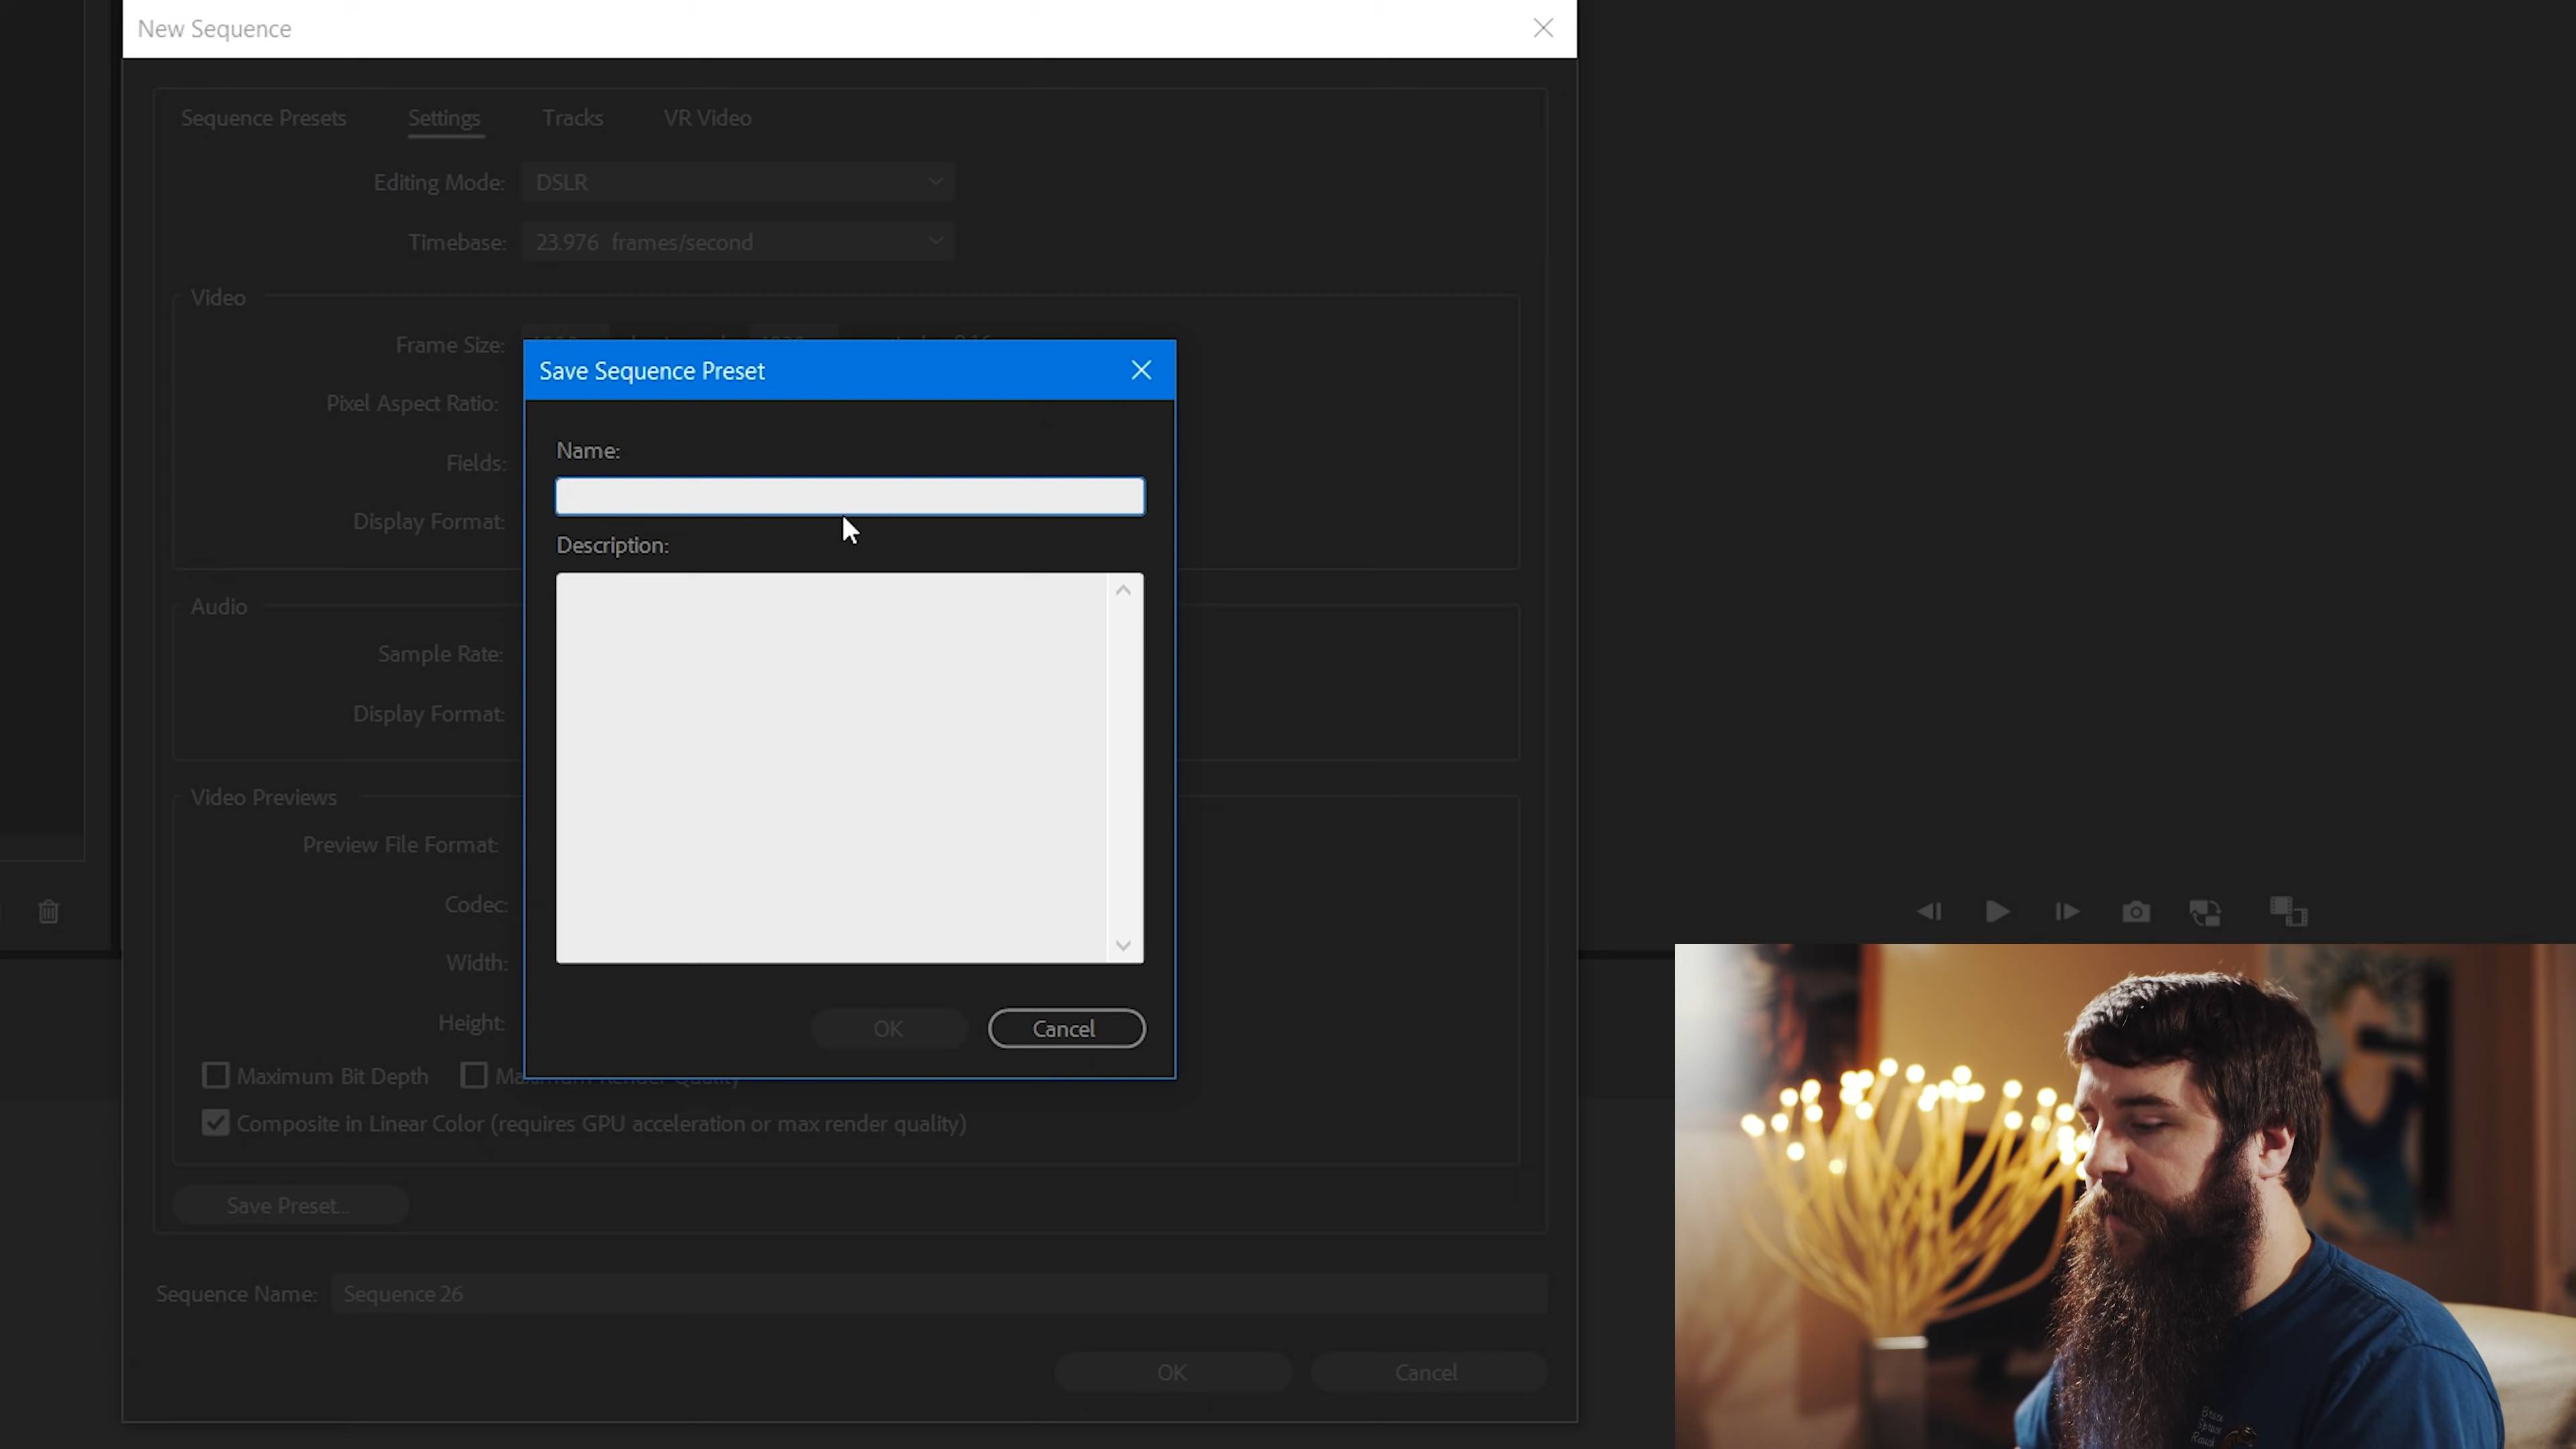 New Sequence
Sequence Presets Settings Tracks VR Video
Editing Mode: DSLR
Timebase: 23.976 frames/second
Video
Frame Size:
Pixel Aspect Ratio:
Fields:
Display Format:
Audio
Sample Rate:
Display Format:
Video Previews
Preview File Format:
Codec:
Width:
Height:
Maximum Bit Depth Maximum Render Quality
Composite in Linear Color (requires GPU acceleration or max render quality)
Save Preset...
Sequence Name: Sequence 26
OK Cancel
Save Sequence Preset
Name:
Description:
OK Cancel